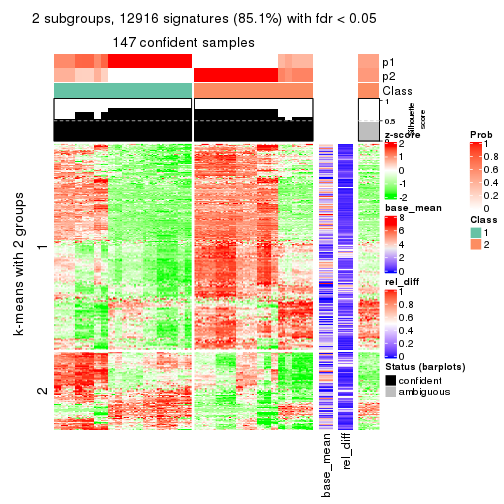 2 subgroups, 12916 signatures (85.1%) with fdr < 0.05
147 confident samples
p1
p2
Class
1
0.5
0
Silhouette
score
k-means with 2 groups
1
2
base_mean
rel_diff
z-score
2
1
0
-1
-2
base_mean
8
6
4
2
0
rel_diff
1
0.8
0.6
0.4
0.2
0
Status (barplots)
confident
ambiguous
Prob
1
0.8
0.6
0.4
0.2
0
Class
1
2